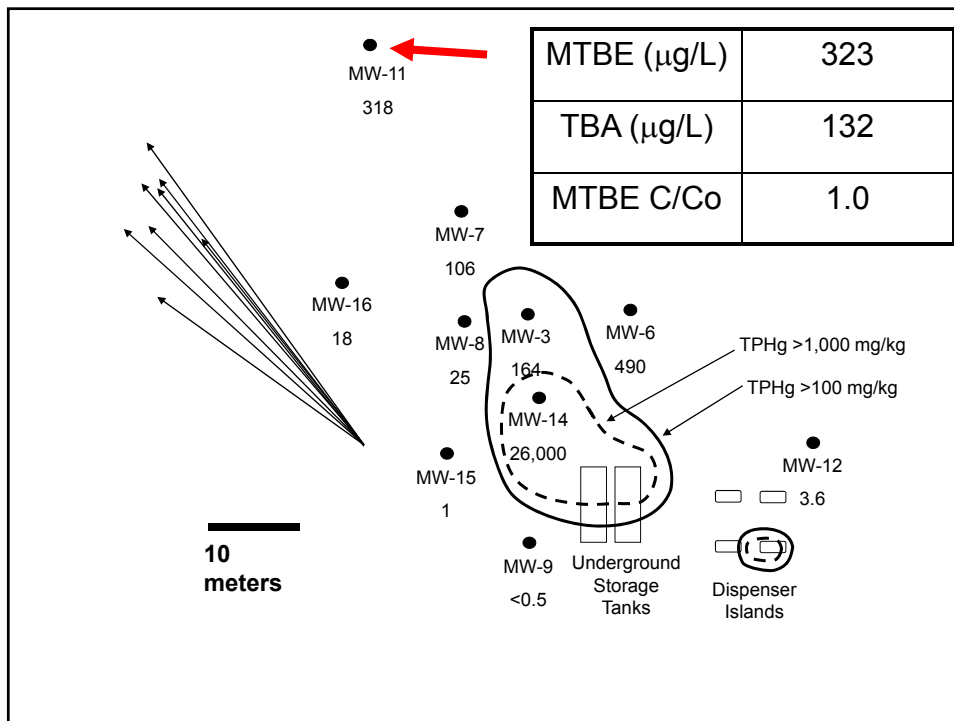 MW-11
318
MTBE (μg/L) 323
TBA (μg/L) 132
MTBE C/Co 1.0
MW-7
106
MW-16
18
MW-8
25
MW-3
164
MW-6
490
TPHg >1,000 mg/kg
TPHg >100 mg/kg
MW-14
26,000
MW-15
1
MW-12
3.6
10
meters
MW-9
<0.5
Underground
Storage
Tanks
Dispenser
Islands